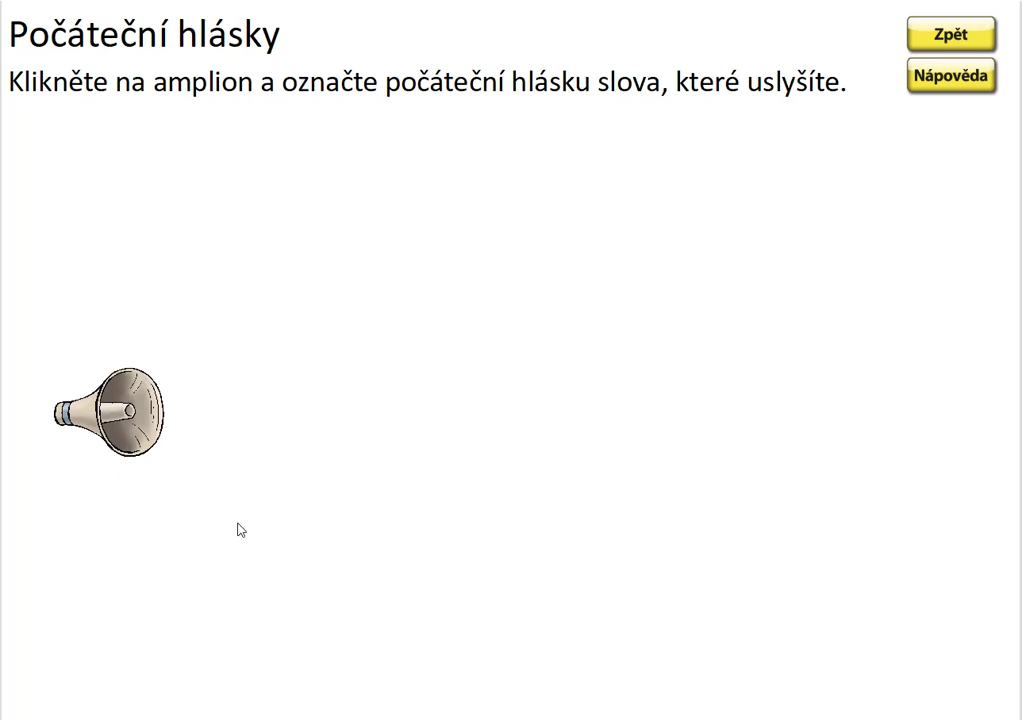 Počáteční hlásky
Zpět
Klikněte na amplion a označte počáteční hlásku slova, které uslyšíte.
Nápověda